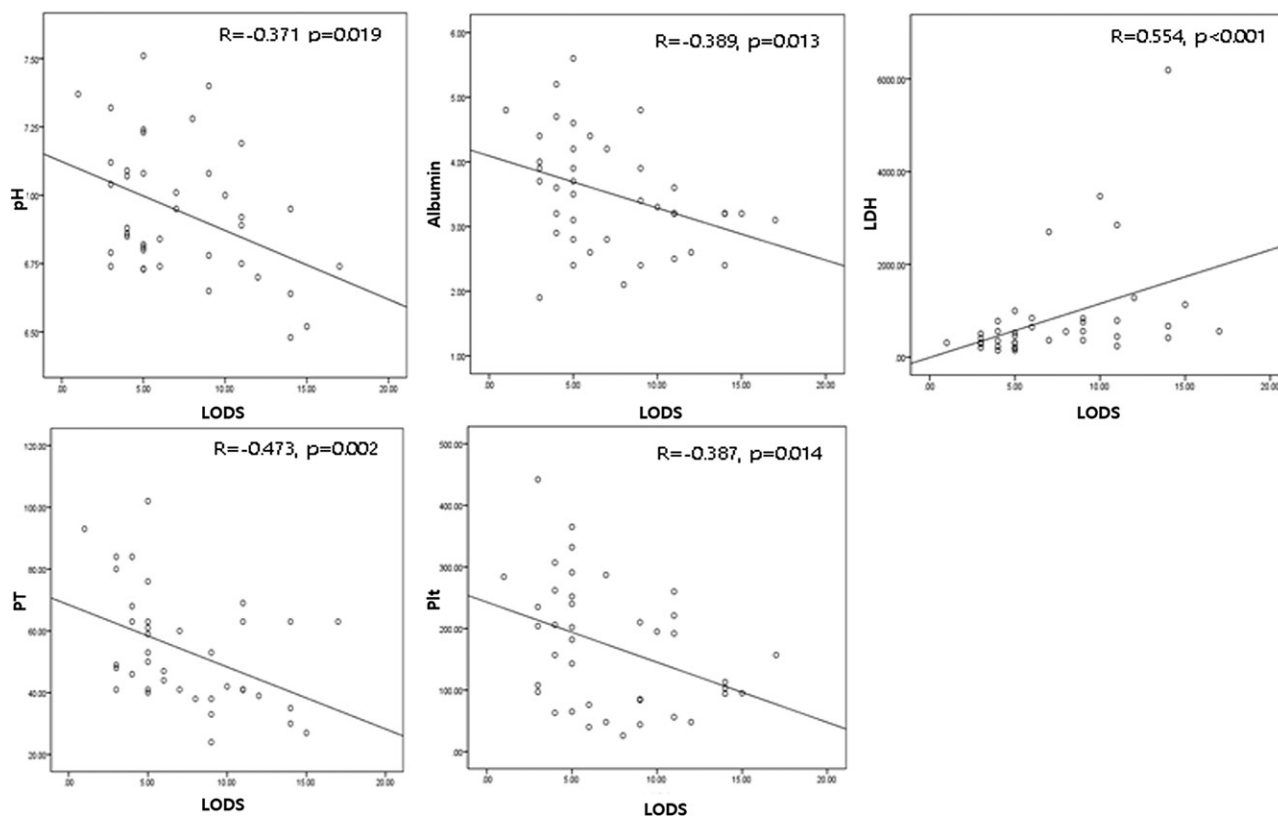 R=-0.371 p=0.019
7.50
7.25
7.00
6.75
6.50
pH
.00 5.00 10.00 15.00 20.00
LODS
R=-0.389, p=0.013
6.00
5.00
4.00
3.00
2.00
1.00
Albumin
.00 5.00 10.00 15.00 20.00
LODS
R=0.554, p<0.001
6000.00
4000.00
2000.00
.00
LDH
.00 5.00 10.00 15.00 20.00
LODS
R=-0.473, p=0.002
120.00
100.00
80.00
60.00
40.00
20.00
PT
.00 5.00 10.00 15.00 20.00
LODS
R=-0.387, p=0.014
500.00
400.00
300.00
200.00
100.00
.00
Plt
.00 5.00 10.00 15.00 20.00
LODS